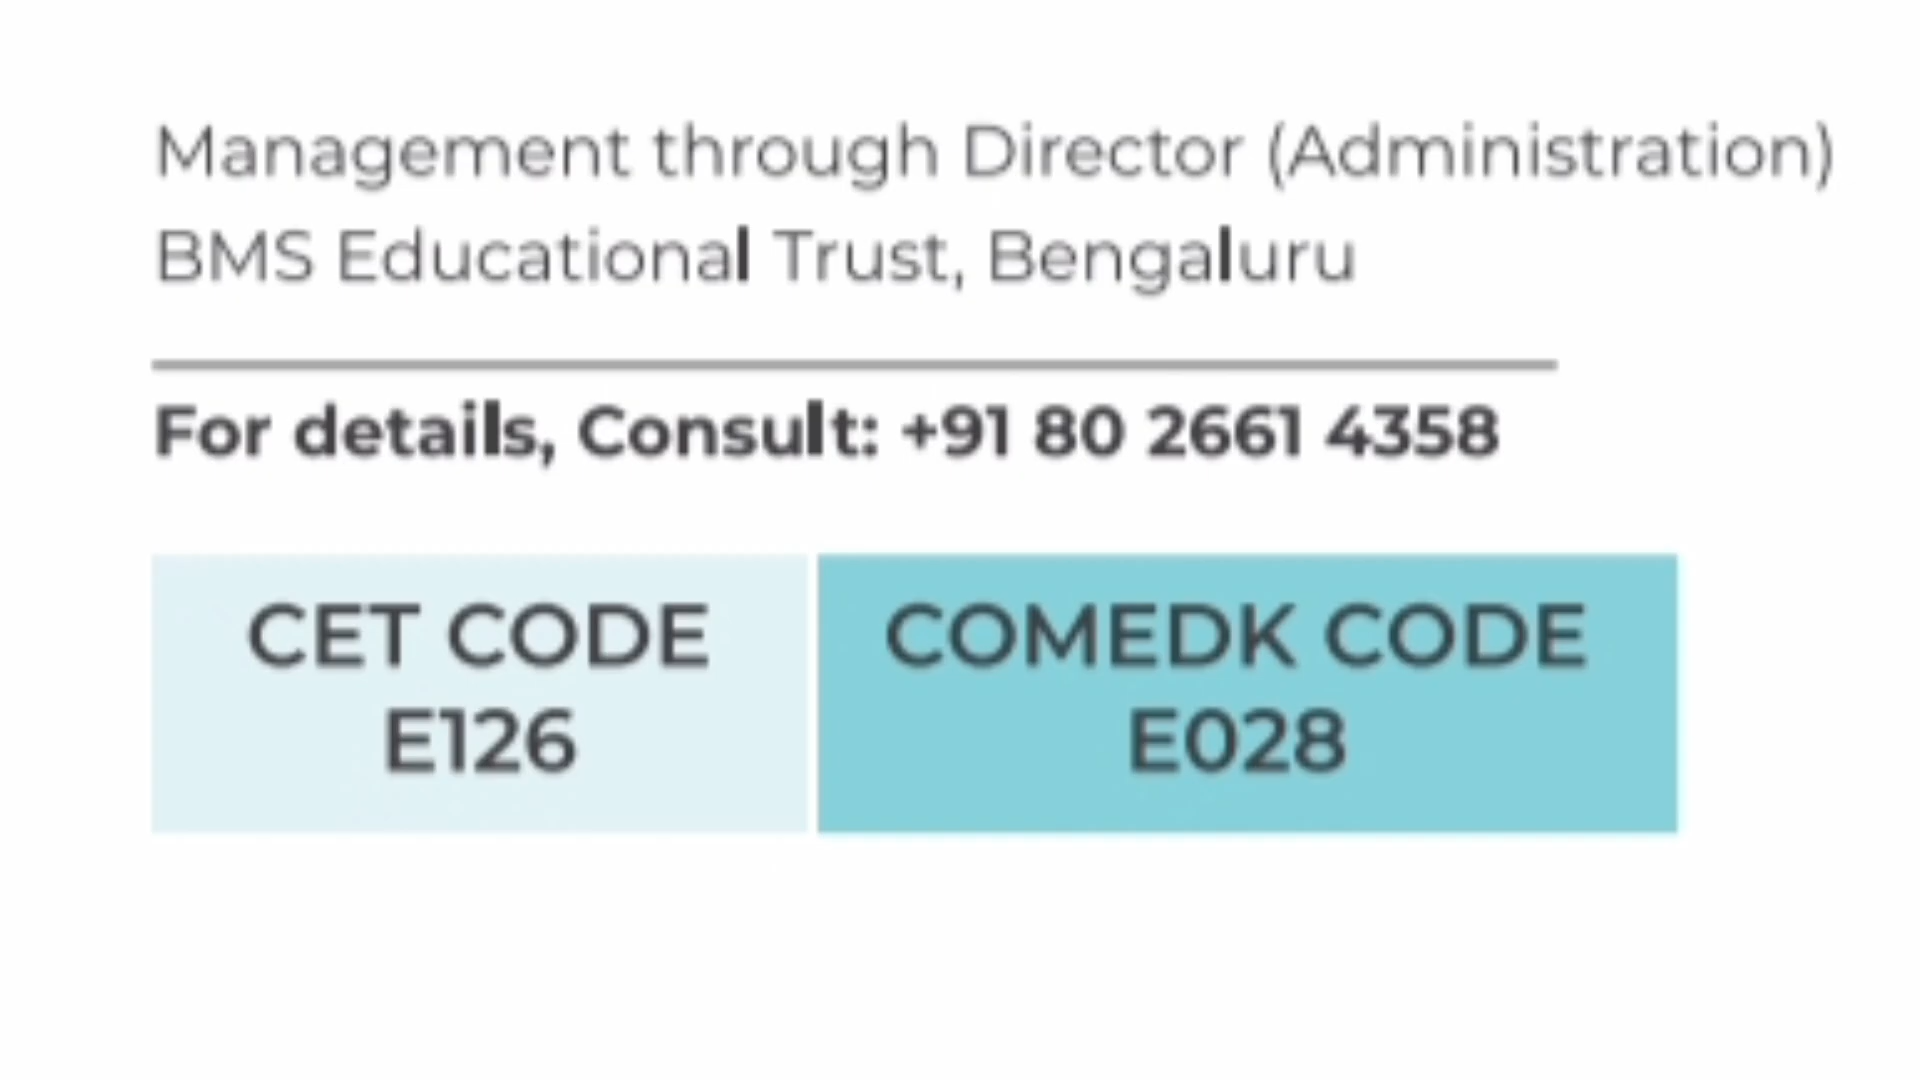 Management through Director (Administration)
BMS Educational Trust, Bengaluru
For details, Consult: +91 80 2661 4358
CET CODE
E126
COMEDK CODE
E028